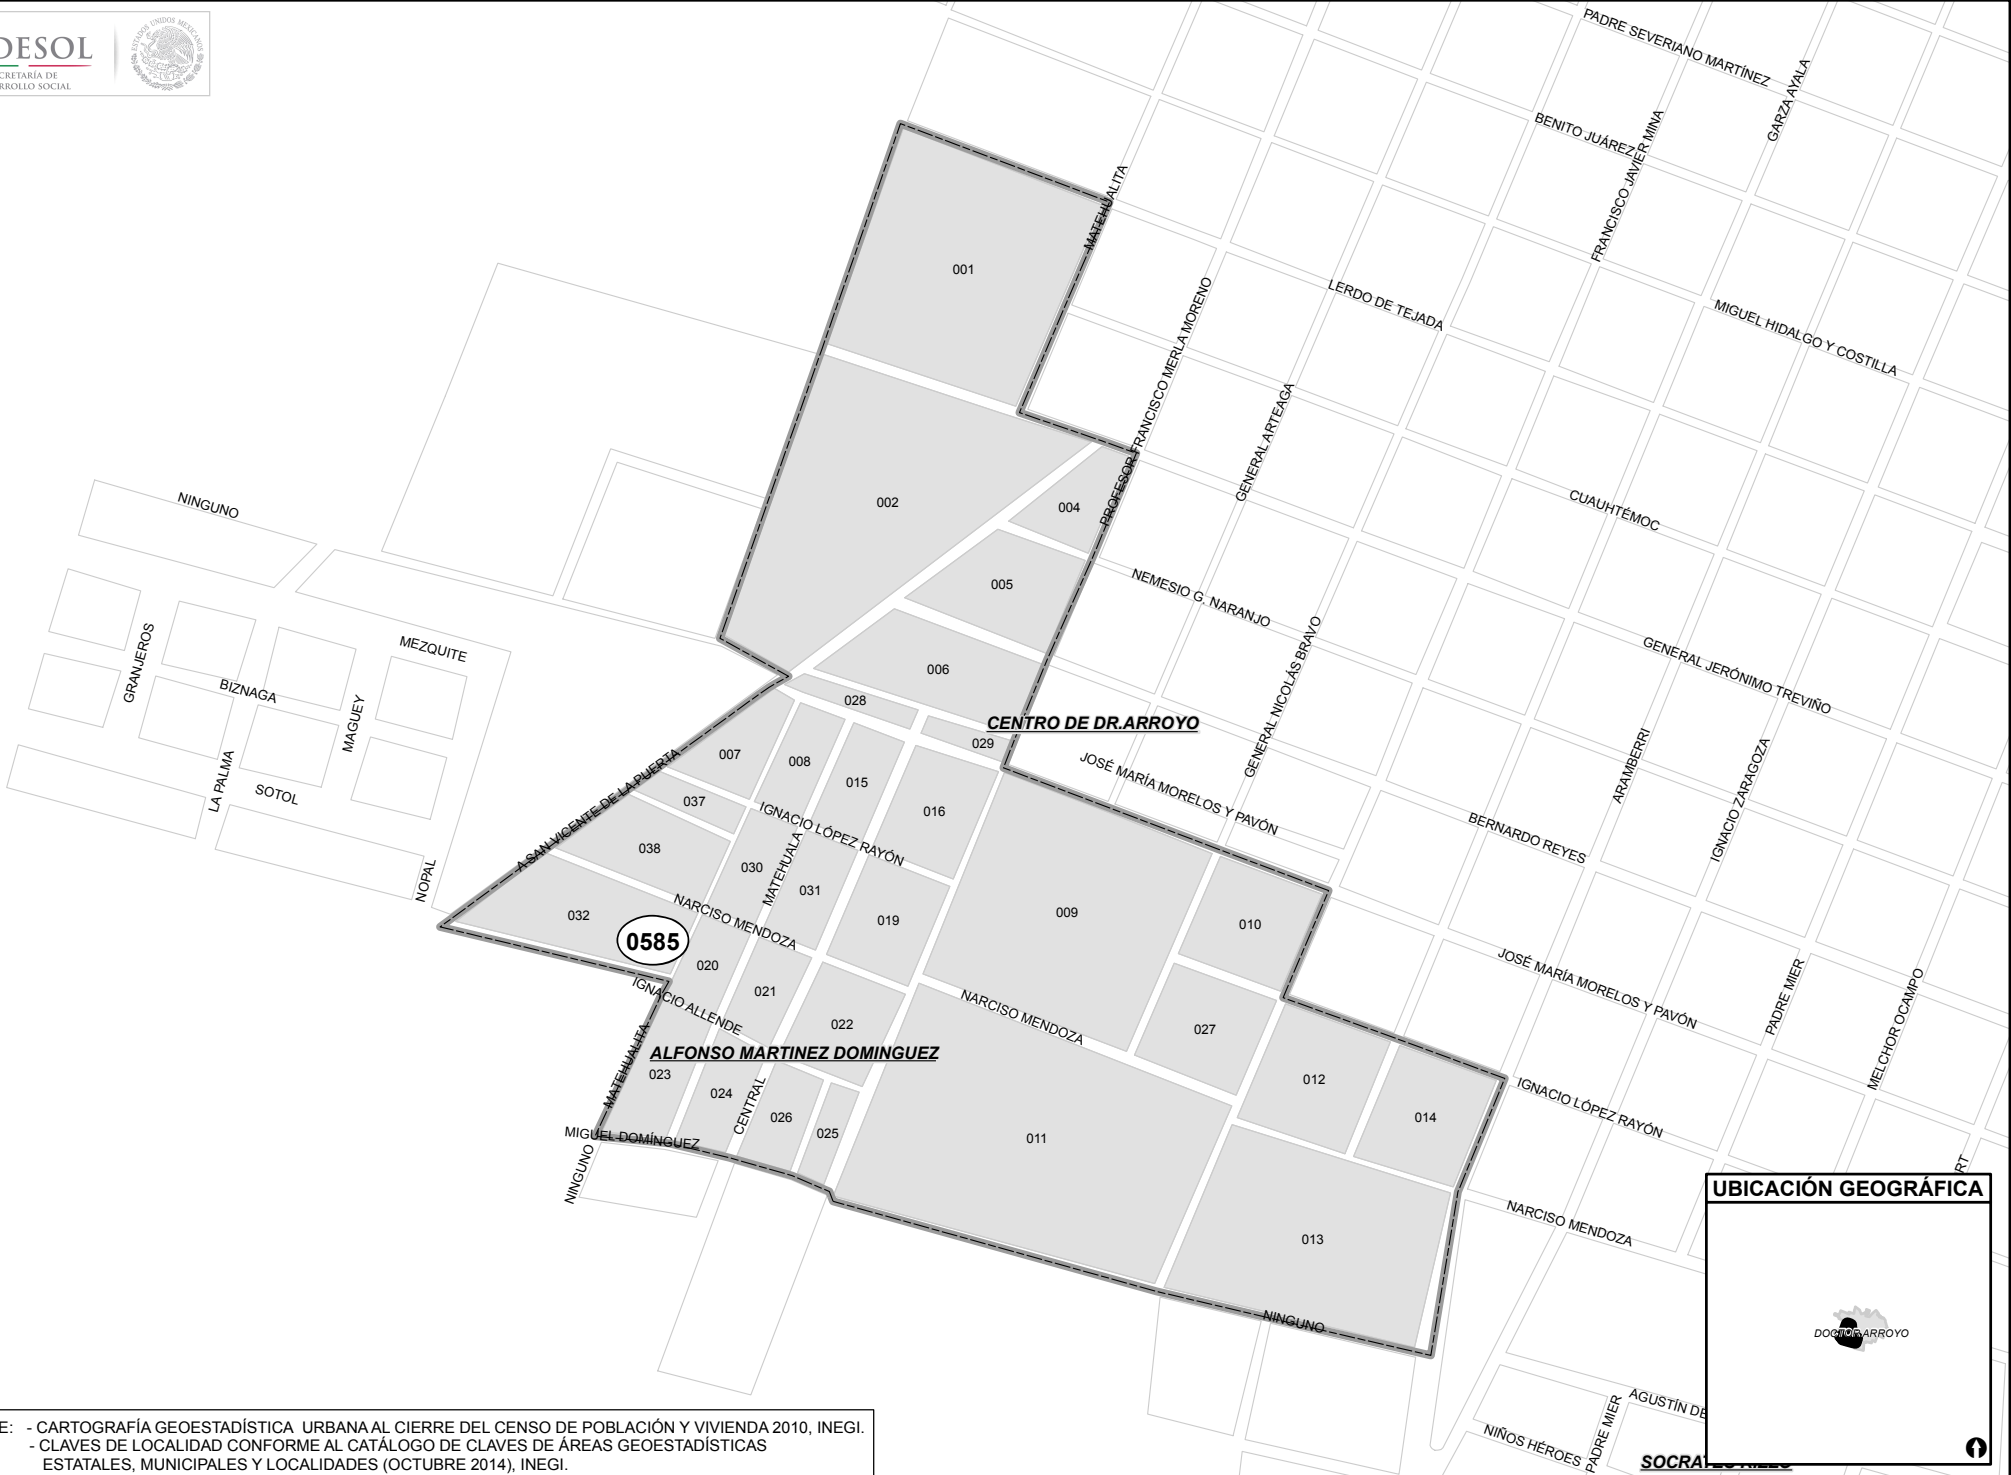 DESOL
CRETARÍA DE
RROLLO SOCIAL
ESTADOS UNIDOS MEXICANOS
PADRE SEVERIANO MARTÍNEZ
GARZA AYALA
BENITO JUÁREZ
FRANCISCO JAVIER MINA
MATEHUALITA
001
LERDO DE TEJADA
MIGUEL HIDALGO Y COSTILLA
PROFESOR FRANCISCO MERLA MORENO
GENERAL ARTEAGA
NINGUNO
002
004
CUAUHTÉMOC
005
NEMESIO G. NARANJO
GENERAL NICOLÁS BRAVO
GENERAL JERÓNIMO TREVIÑO
GRANJEROS
MEZQUITE
BIZNAGA
MAGUEY
006
028
CENTRO DE DR.ARROYO
029
007
008
015
016
A SAN VICENTE DE LA PUERTA
LA PALMA
SOTOL
037
IGNACIO LÓPEZ RAYÓN
JOSÉ MARÍA MORELOS Y PAVÓN
ARAMBERRI
IGNACIO ZARAGOZA
BERNARDO REYES
038
030
MATEHUALA
031
NOPAL
032
NARCISO MENDOZA
019
009
010
0585
020
021
IGNACIO ALLENDE
022
NARCISO MENDOZA
027
JOSÉ MARÍA MORELOS Y PAVÓN
PADRE MIER
MELCHOR OCAMPO
ALFONSO MARTINEZ DOMINGUEZ
MATEHUALITA
023
024
CENTRAL
026
025
012
014
IGNACIO LÓPEZ RAYÓN
MIGUEL DOMÍNGUEZ
NINGUNO
011
013
NARCISO MENDOZA
RT
NINGUNO
UBICACIÓN GEOGRÁFICA
DOCTOR ARROYO
AGUSTÍN DE
PADRE MIER
NIÑOS HÉROES
E: - CARTOGRAFÍA GEOESTADÍSTICA URBANA AL CIERRE DEL CENSO DE POBLACIÓN Y VIVIENDA 2010, INEGI.
- CLAVES DE LOCALIDAD CONFORME AL CATÁLOGO DE CLAVES DE ÁREAS GEOESTADÍSTICAS
ESTATALES, MUNICIPALES Y LOCALIDADES (OCTUBRE 2014), INEGI.